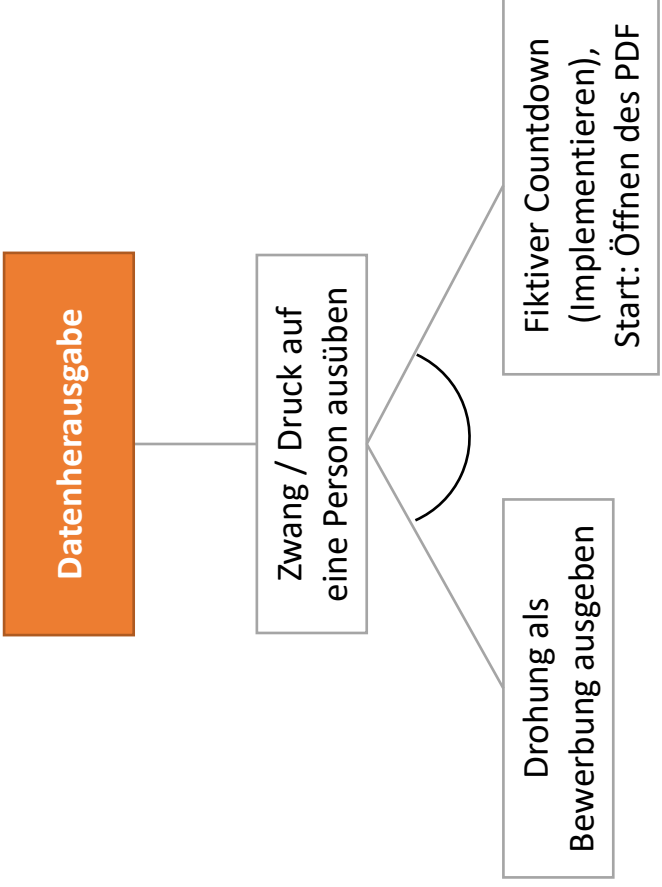 Datenherausgabe
Zwang / Druck auf
eine Person ausüben
Drohung als
Bewerbung ausgeben
Fiktiver Countdown
(Implementieren),
Start: Öffnen des PDF